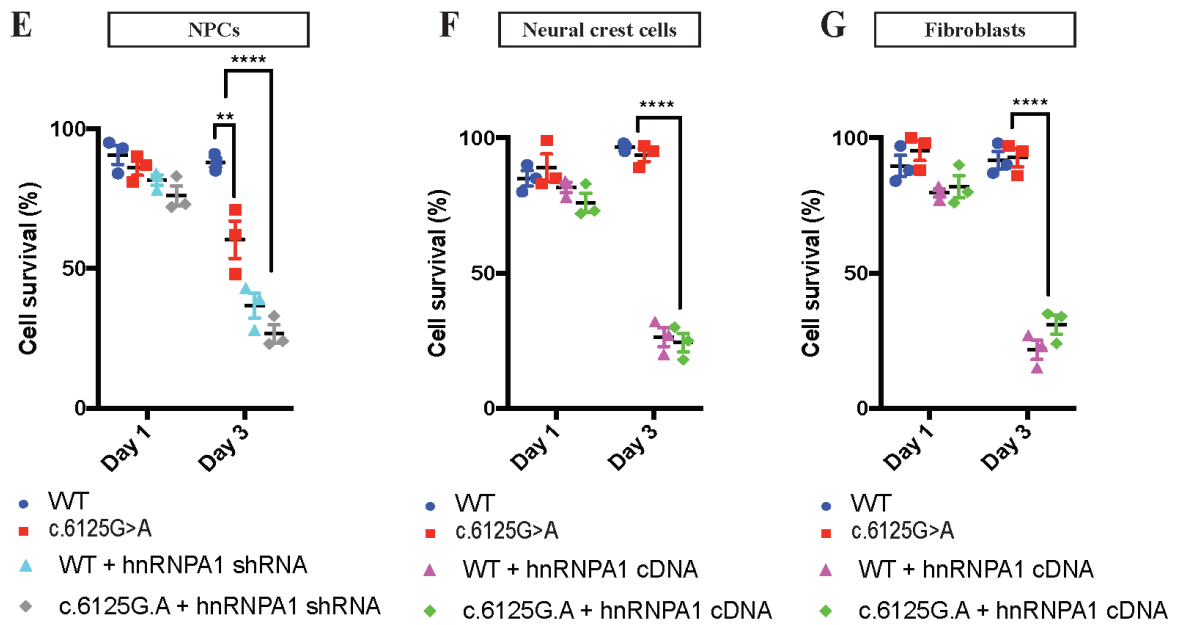 E
NPCs
****
**
Cell survival (%)
100
50
0
Day 1
Day 3
WT
c.6125G>A
WT + hnRNPA1 shRNA
c.6125G.A + hnRNPA1 shRNA
F
Neural crest cells
****
Cell survival (%)
100
50
0
Day 1
Day 3
WT
c.6125G>A
WT + hnRNPA1 cDNA
c.6125G.A + hnRNPA1 cDNA
G
Fibroblasts
****
Cell survival (%)
100
50
0
Day 1
Day 3
WT
c.6125G>A
WT + hnRNPA1 cDNA
c.6125G.A + hnRNPA1 cDNA